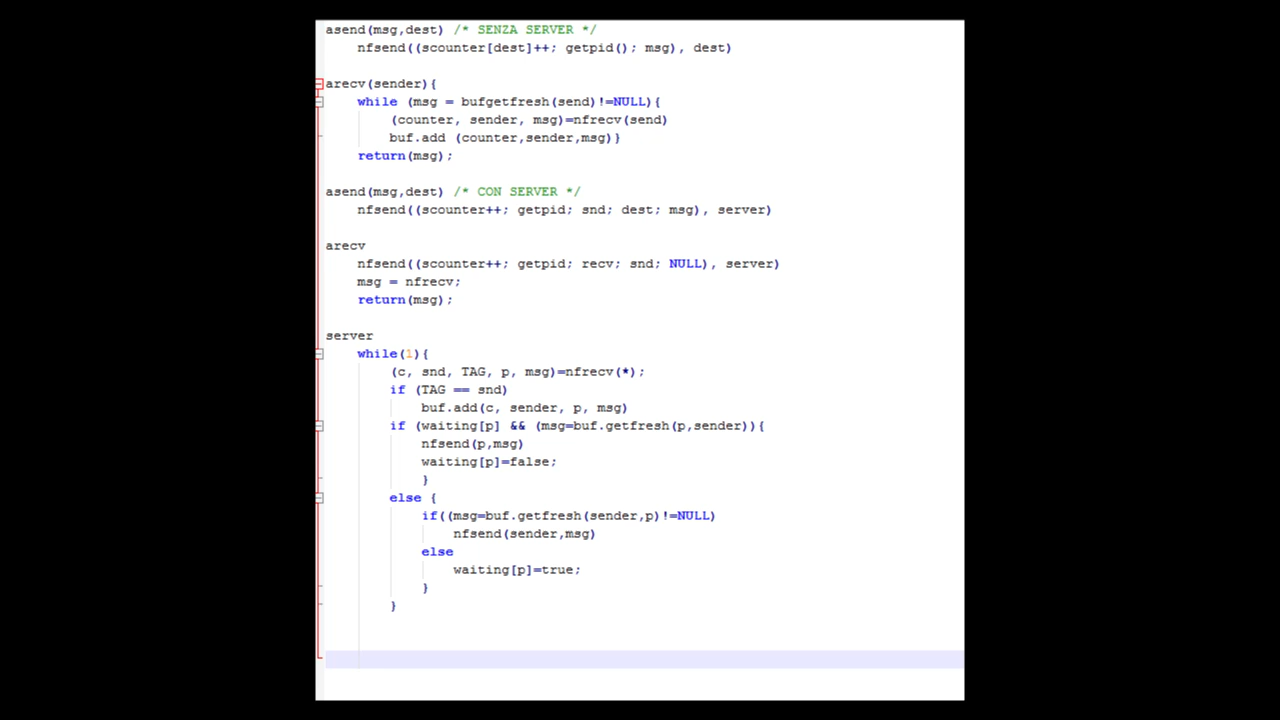 asend(msg,dest) /* SENZA SERVER */
nfsend((scounter[dest]++; getpid(); msg), dest)
arecv(sender){
while (msg = bufgetfresh(send)!=NULL){
(counter, sender, msg)=nfrecv(send)
buf.add (counter,sender,msg)}
return(msg);
asend(msg,dest) /* CON SERVER */
nfsend((scounter++; getpid; snd; dest; msg), server)
arecv
nfsend((scounter++; getpid; recv; snd; NULL), server)
msg = nfrecv;
return(msg);
server
while(1){
(c, snd, TAG, p, msg)=nfrecv(*);
if (TAG == snd)
buf.add(c, sender, p, msg)
if (waiting[p] && (msg=buf.getfresh(p,sender)){
nfsend(p,msg)
waiting[p]=false;
}
else {
if((msg=buf.getfresh(sender,p)!=NULL)
nfsend(sender,msg)
else
waiting[p]=true;
}
}